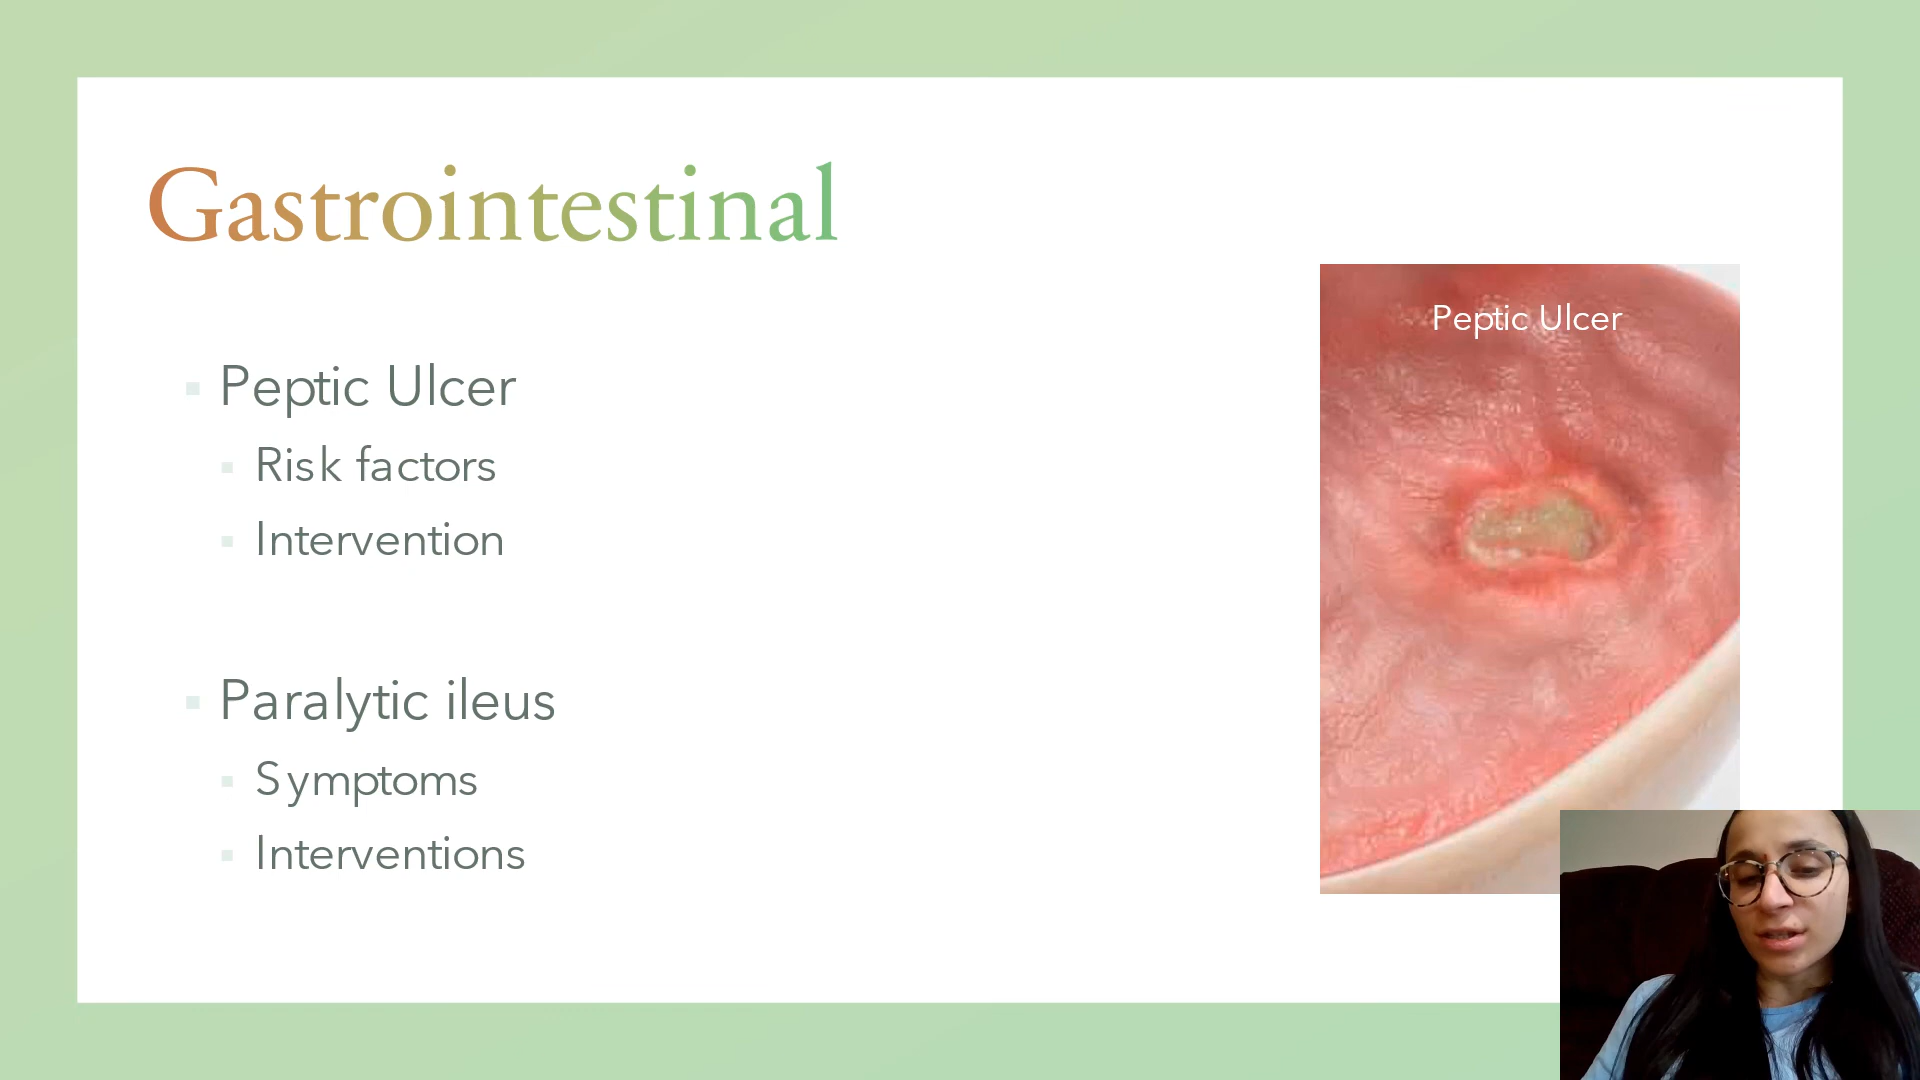 Gastrointestinal
Peptic Ulcer
Peptic Ulcer
Risk factors
Intervention
Paralytic ileus
Symptoms
Interventions